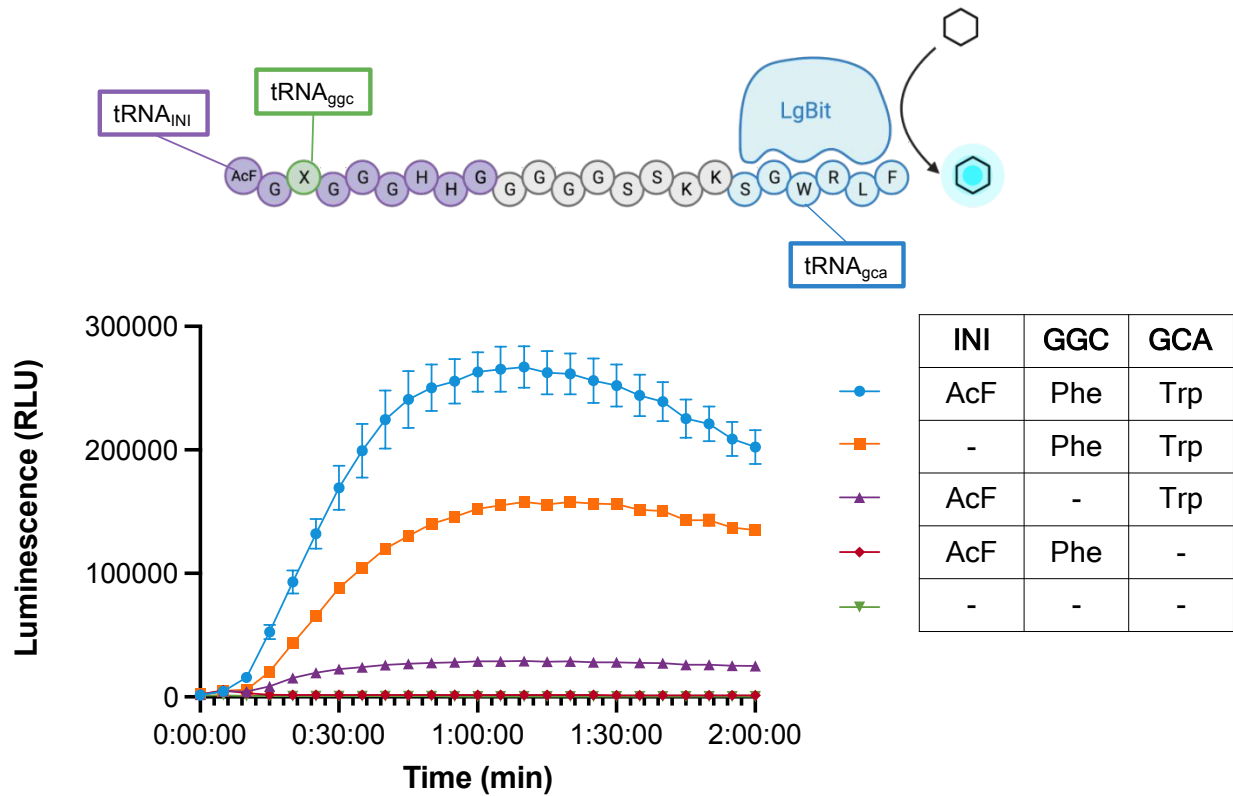 tRNAINI
tRNAggc
LgBit
AcF G X G G G H H G G G G S S K K S G W R L F
tRNAgca
Luminescence (RLU)
300000
200000
100000
0
0:00:00 0:30:00 1:00:00 1:30:00 2:00:00
Time (min)
INI GGC GCA
AcF Phe Trp
- Phe Trp
AcF - Trp
AcF Phe -
- - -